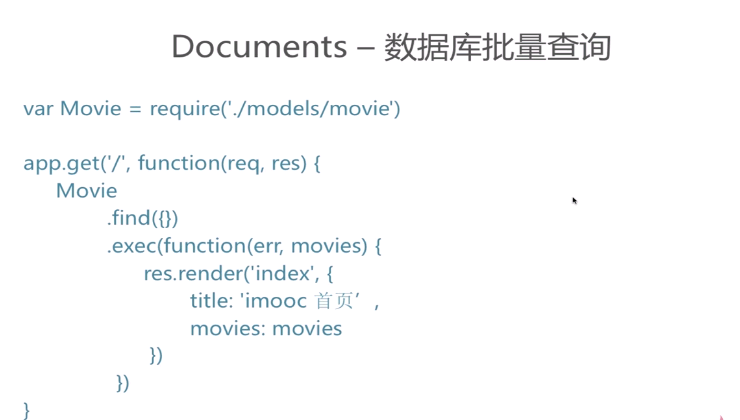 Documents – 数据库批量查询
var Movie = require('./models/movie')
app.get('/', function(req, res) {
Movie
.find({})
.exec(function(err, movies) {
res.render('index', {
title: 'imooc 首页’,
movies: movies
})
})
}